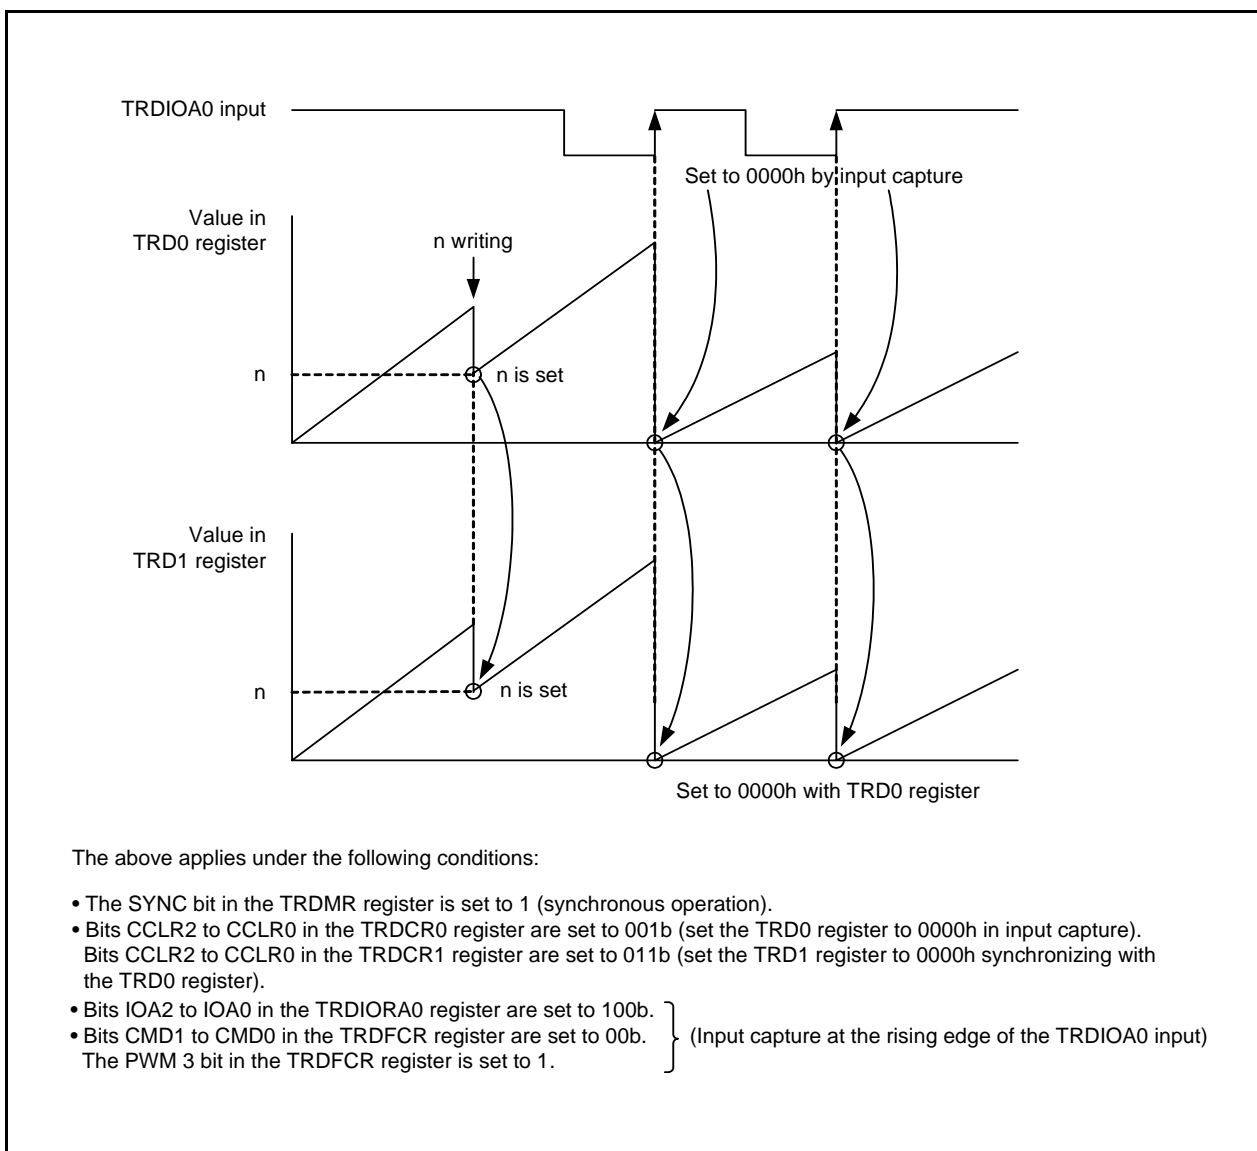 TRDIOA0 input
Set to 0000h by input capture
Value in
TRD0 register
n writing
n
n is set
Value in
TRD1 register
n
n is set
Set to 0000h with TRD0 register
The above applies under the following conditions:
• The SYNC bit in the TRDMR register is set to 1 (synchronous operation).
• Bits CCLR2 to CCLR0 in the TRDCR0 register are set to 001b (set the TRD0 register to 0000h in input capture).
Bits CCLR2 to CCLR0 in the TRDCR1 register are set to 011b (set the TRD1 register to 0000h synchronizing with
the TRD0 register).
• Bits IOA2 to IOA0 in the TRDIORA0 register are set to 100b.
• Bits CMD1 to CMD0 in the TRDFCR register are set to 00b.
The PWM 3 bit in the TRDFCR register is set to 1.
(Input capture at the rising edge of the TRDIOA0 input)